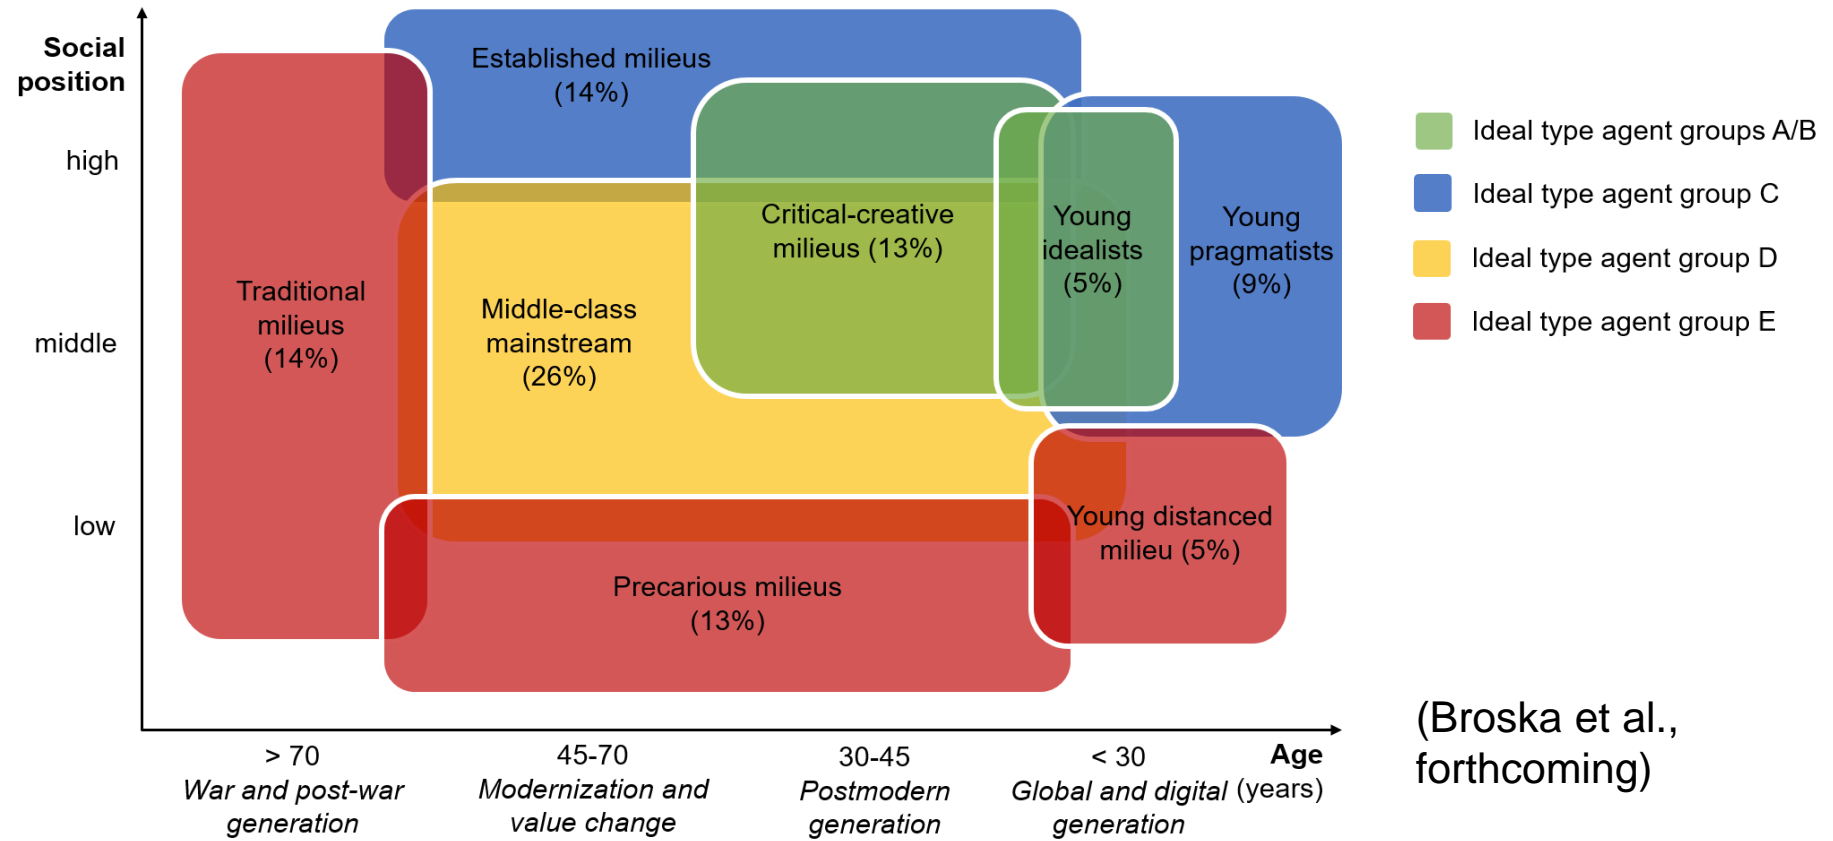 Social
position
high
middle
low
Established milieus
(14%)
Critical-creative
milieus (13%)
Young
idealists
(5%)
Young
pragmatists
(9%)
Traditional
milieus
(14%)
Middle-class
mainstream
(26%)
Young distanced
milieu (5%)
Precarious milieus
(13%)
> 70
War and post-war
generation
45-70
Modernization and
value change
30-45
Postmodern
generation
< 30
Global and digital
generation
Age
(years)
Ideal type agent groups A/B
Ideal type agent group C
Ideal type agent group D
Ideal type agent group E
(Broska et al.,
forthcoming)